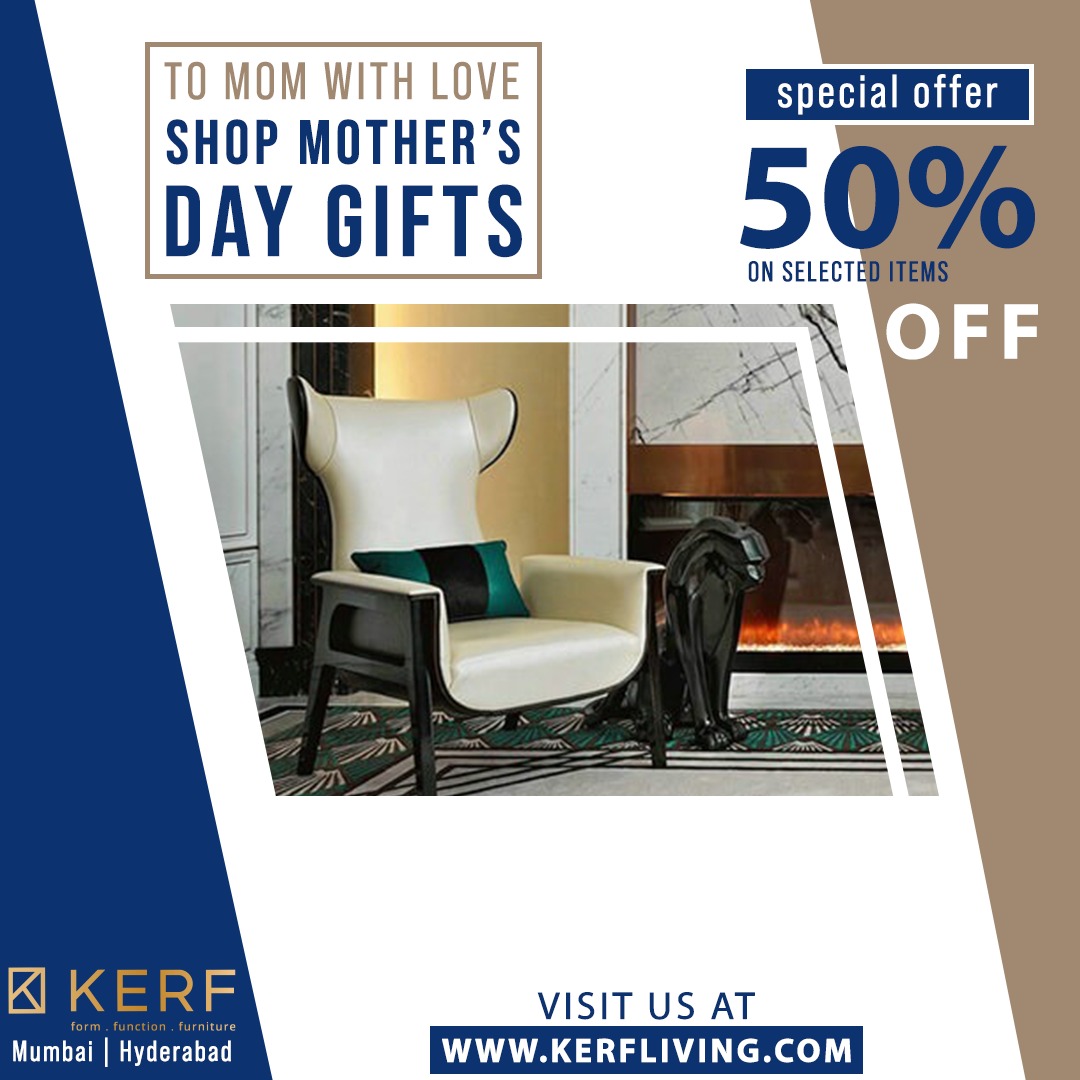 TO MOM WITH LOVE
SHOP MOTHER’S
DAY GIFTS
special offer
50%
ON SELECTED ITEMS
OFF
KERF
form . function . furniture
Mumbai | Hyderabad
VISIT US AT
WWW.KERFLIVING.COM